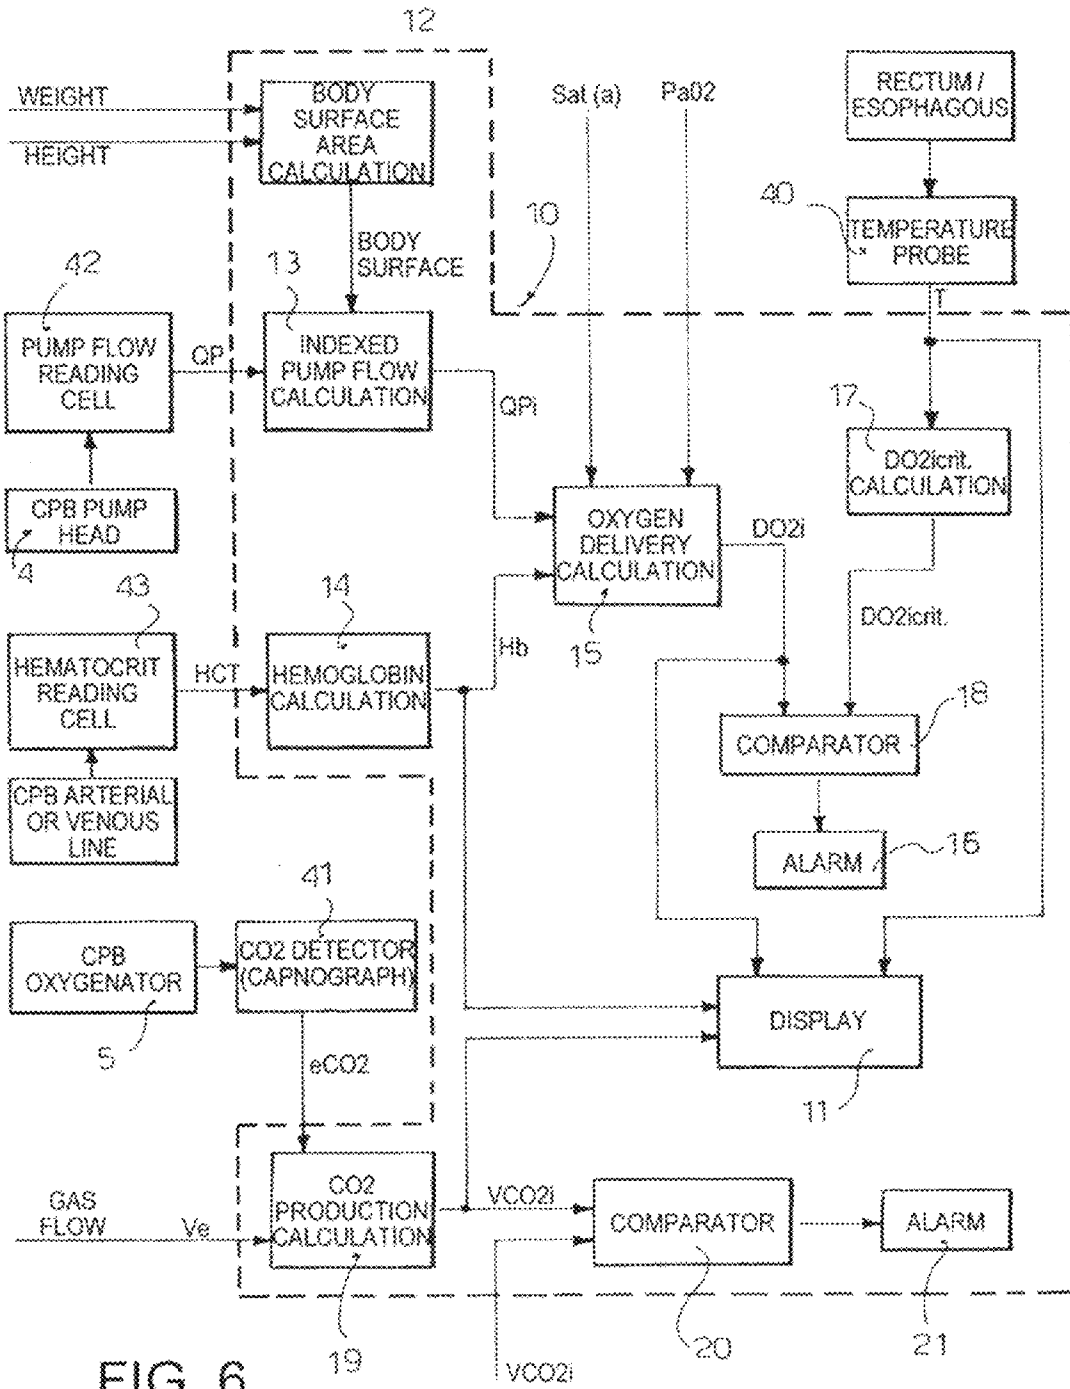 12
WEIGHT
HEIGHT
BODY
SURFACE
AREA
CALCULATION
Sat (a)
Pa02
RECTUM /
ESOPHAGOUS
40
TEMPERATURE
PROBE
T
10
BODY
SURFACE
42
PUMP FLOW
READING
CELL
QP
13
INDEXED
PUMP FLOW
CALCULATION
QPi
17
DO2icrit.
CALCULATION
CPB PUMP
HEAD
4
OXYGEN
DELIVERY
CALCULATION
15
DO2i
DO2icrit.
43
HEMATOCRIT
READING
CELL
HCT
14
HEMOGLOBIN
CALCULATION
Hb
18
COMPARATOR
CPB ARTERIAL
OR VENOUS
LINE
ALARM
16
41
CPB
OXYGENATOR
5
CO2 DETECTOR
(CAPNOGRAPH)
eCO2
DISPLAY
11
GAS
FLOW
Ve
CO2
PRODUCTION
CALCULATION
19
VCO2i
COMPARATOR
20
ALARM
21
VCO2i
FIG. 6